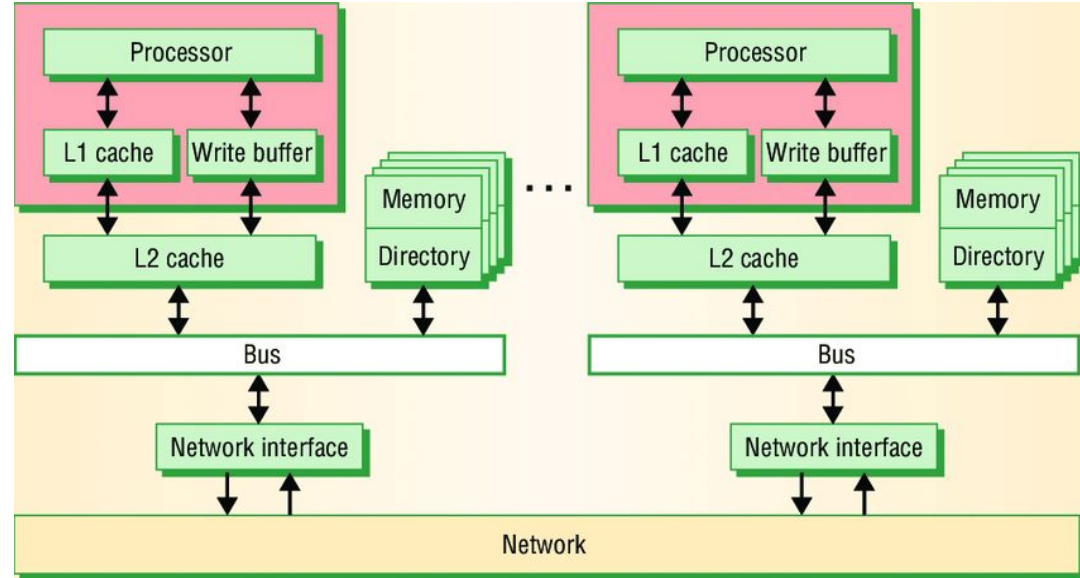 Processor
L1 cache
Write buffer
L2 cache
Memory
Directory
Bus
Network interface
...
Processor
L1 cache
Write buffer
L2 cache
Memory
Directory
Bus
Network interface
Network